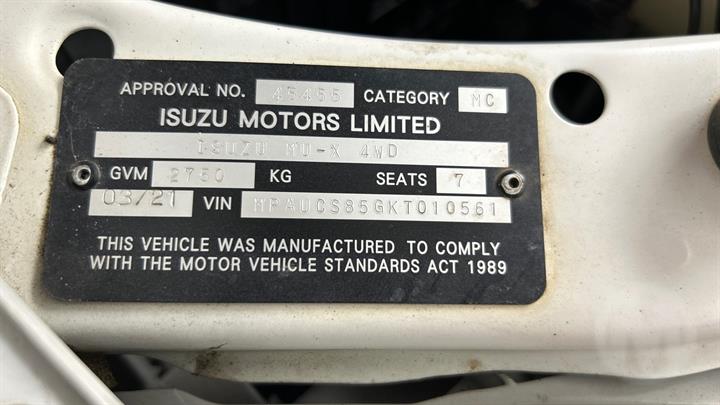 APPROVAL NO. 45455 CATEGORY MC
ISUZU MOTORS LIMITED
ISUZU MU-X 4WD
GVM 2750 KG SEATS 7
03/21 VIN MPAUCS85GKT010561
THIS VEHICLE WAS MANUFACTURED TO COMPLY
WITH THE MOTOR VEHICLE STANDARDS ACT 1989